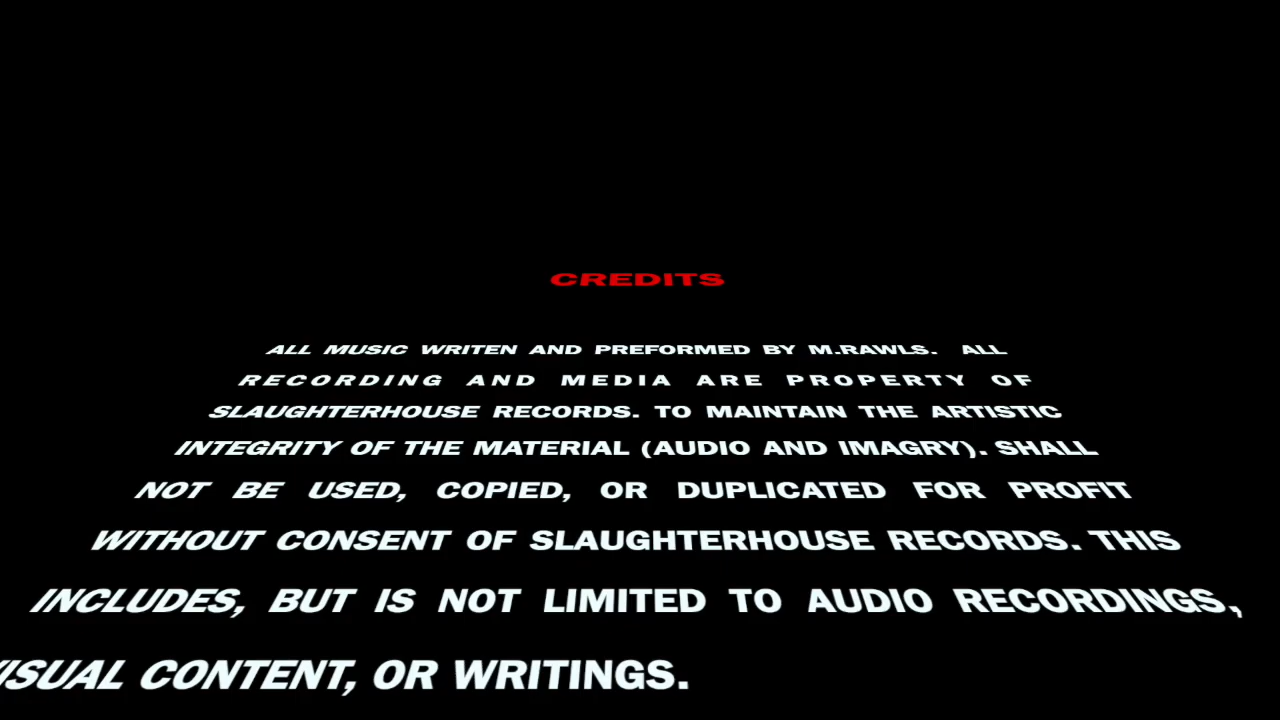 CREDITS
ALL MUSIC WRITEN AND PREFORMED BY M.RAWLS. ALL
RECORDING AND MEDIA ARE PROPERTY OF
SLAUGHTERHOUSE RECORDS. TO MAINTAIN THE ARTISTIC
INTEGRITY OF THE MATERIAL (AUDIO AND IMAGRY). SHALL
NOT BE USED, COPIED, OR DUPLICATED FOR PROFIT
WITHOUT CONSENT OF SLAUGHTERHOUSE RECORDS. THIS
INCLUDES, BUT IS NOT LIMITED TO AUDIO RECORDINGS,
VISUAL CONTENT, OR WRITINGS.